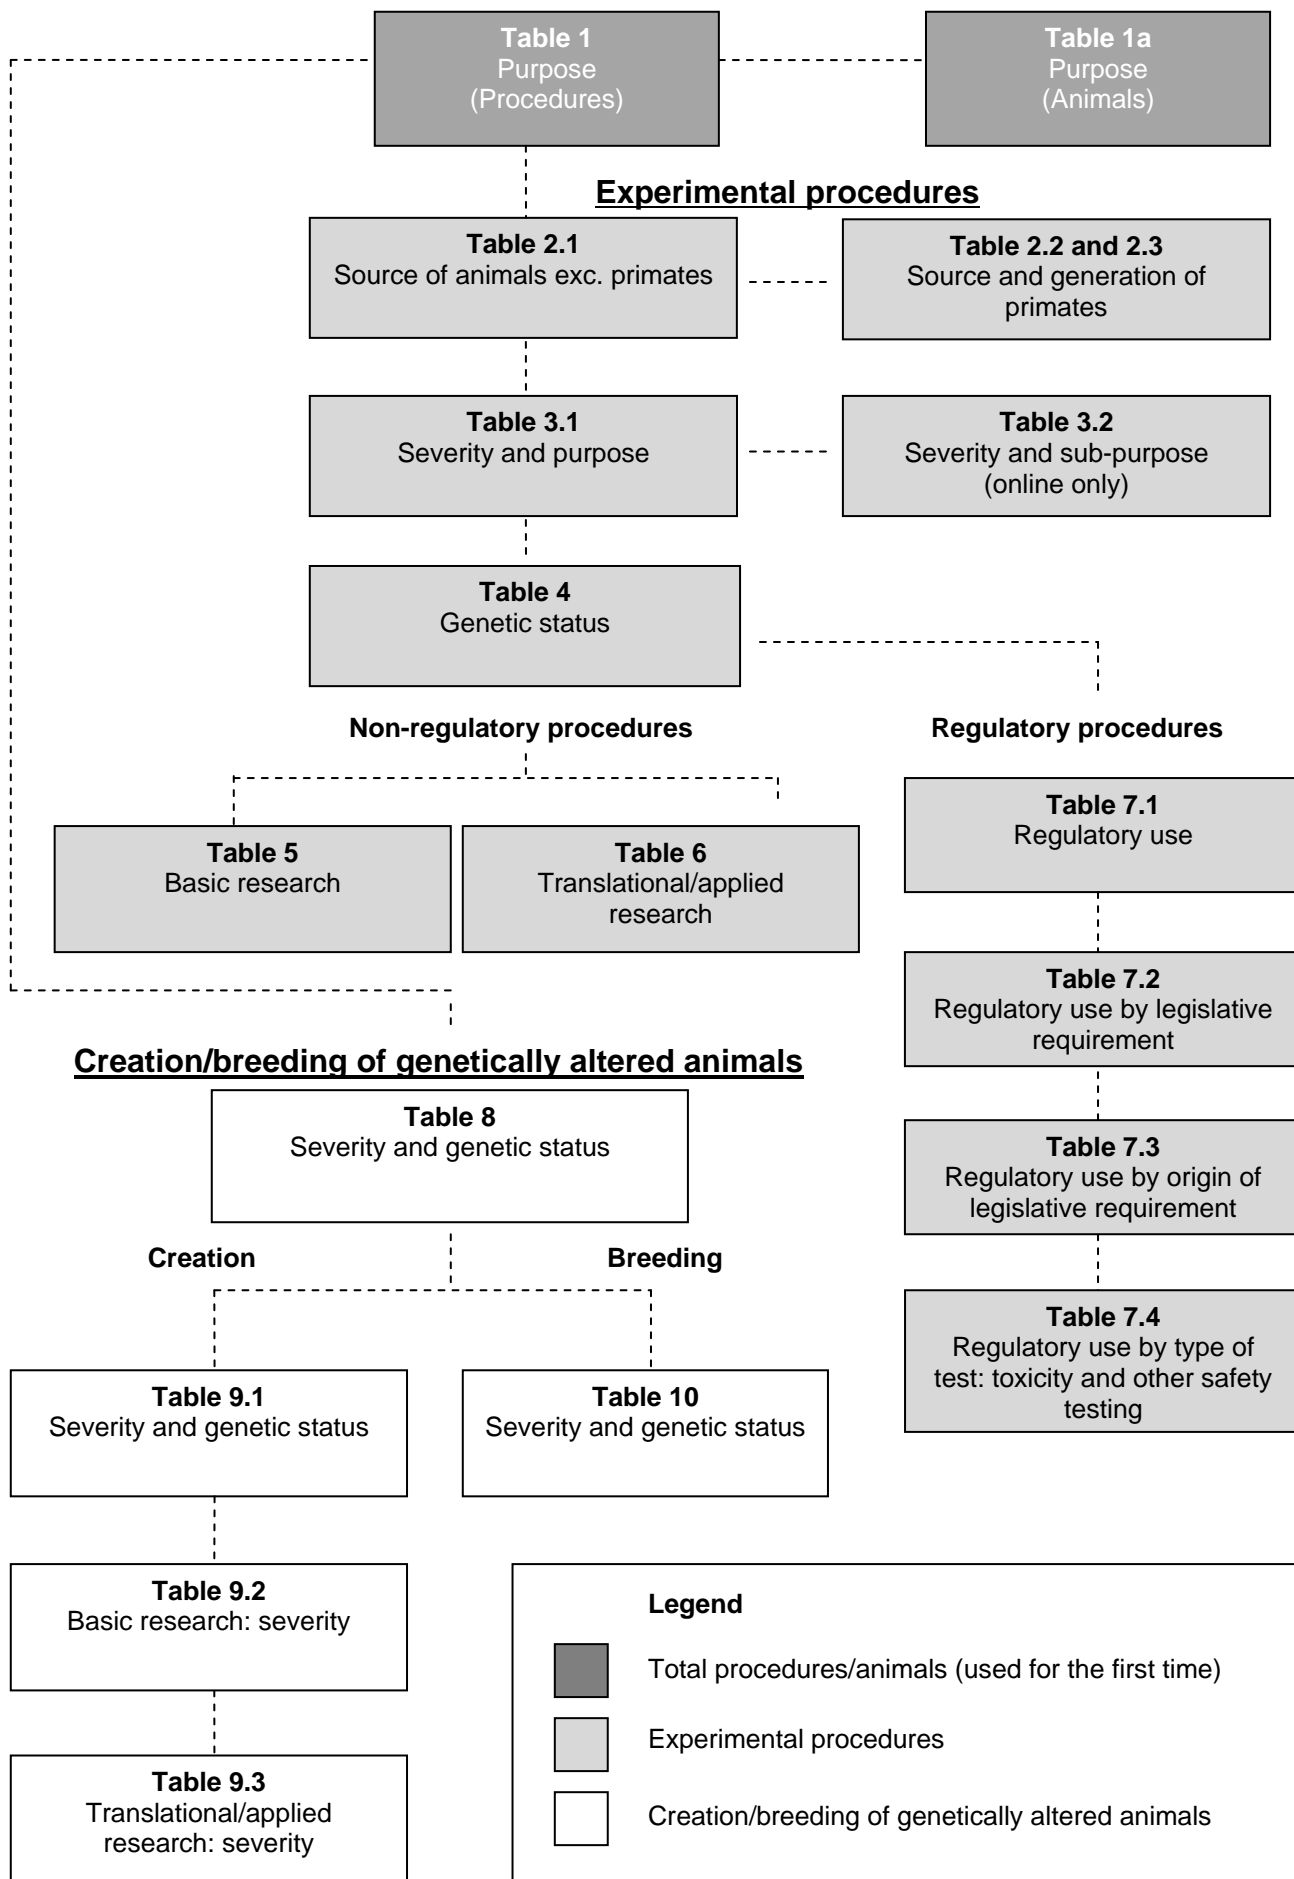 Table 1
Purpose
(Procedures)
Table 1a
Purpose
(Animals)
Experimental procedures
Table 2.1
Source of animals exc. primates
Table 2.2 and 2.3
Source and generation of
primates
Table 3.1
Severity and purpose
Table 3.2
Severity and sub-purpose
(online only)
Table 4
Genetic status
Non-regulatory procedures
Regulatory procedures
Table 5
Basic research
Table 6
Translational/applied
research
Table 7.1
Regulatory use
Table 7.2
Regulatory use by legislative
requirement
Table 7.3
Regulatory use by origin of
legislative requirement
Table 7.4
Regulatory use by type of
test: toxicity and other safety
testing
Creation/breeding of genetically altered animals
Table 8
Severity and genetic status
Creation
Breeding
Table 9.1
Severity and genetic status
Table 10
Severity and genetic status
Table 9.2
Basic research: severity
Table 9.3
Translational/applied
research: severity
Legend
Total procedures/animals (used for the first time)
Experimental procedures
Creation/breeding of genetically altered animals